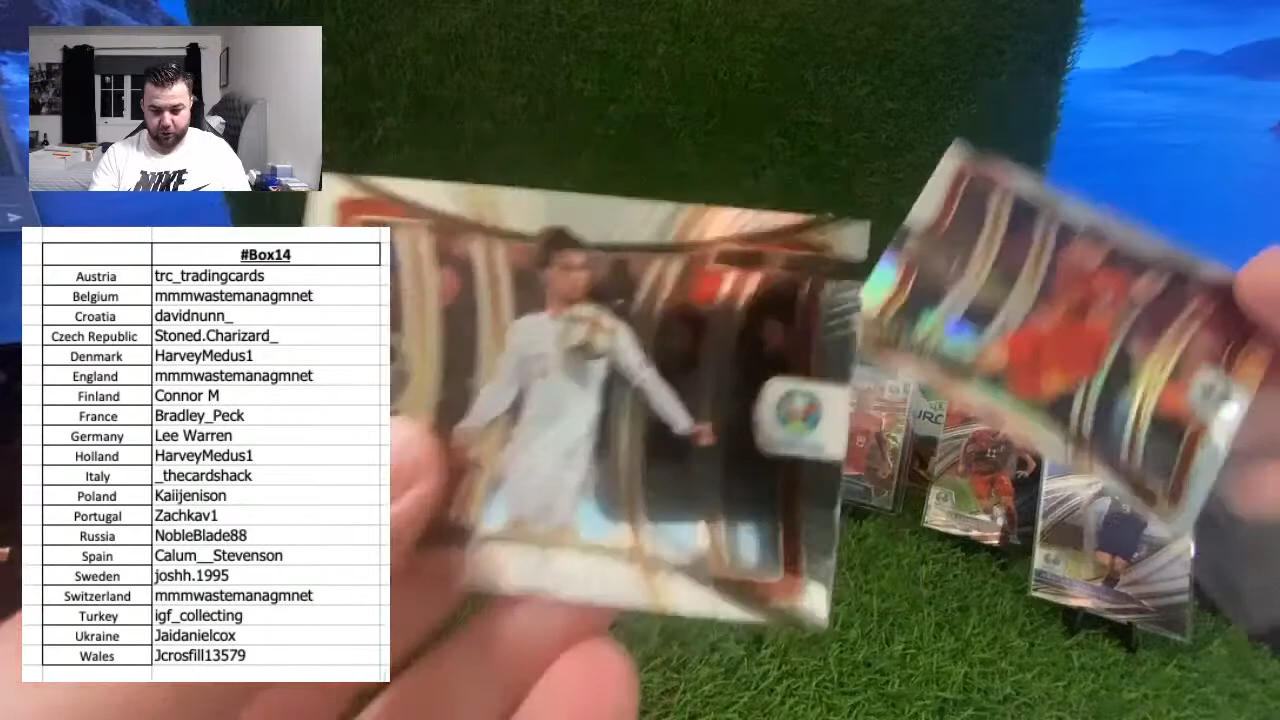 NIKE
#Box14
Austria trc_tradingcards
Belgium mmmwastemanagmnet
Croatia davidnunn_
Czech Republic Stoned.Charizard_
Denmark HarveyMedus1
England mmmwastemanagmnet
Finland Connor M
France Bradley_Peck
Germany Lee Warren
Holland HarveyMedus1
Italy _thecardshack
Poland Kaiijenison
Portugal Zachkav1
Russia NobleBlade88
Spain Calum__Stevenson
Sweden joshh.1995
Switzerland mmmwastemanagmnet
Turkey igf_collecting
Ukraine Jaidanielcox
Wales Jcrosfill13579